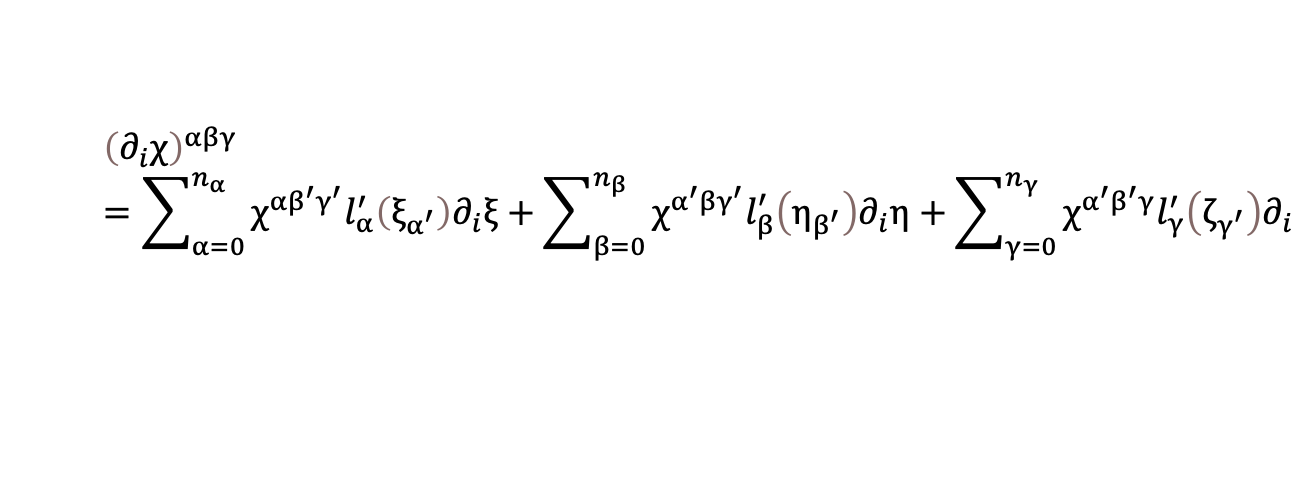 (∂ᵢχ)^{αβγ}
= ∑_{α=0}^{n_α} χ^{αβ′γ′} l′_α(ξ_{α′})∂ᵢξ + ∑_{β=0}^{n_β} χ^{α′βγ′} l′_β(η_{β′})∂ᵢη + ∑_{γ=0}^{n_γ} χ^{α′β′γ} l′_γ(ζ_{γ′})∂ᵢ